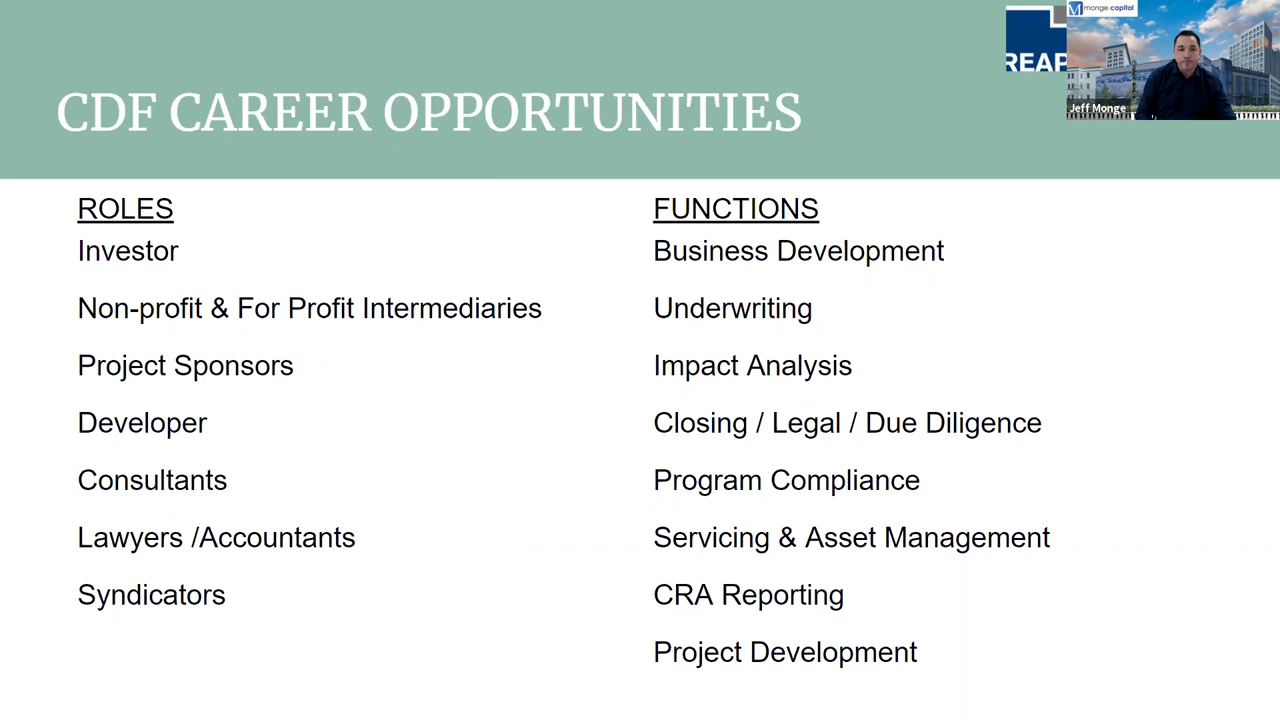 monge capital
REAP
Jeff Monge
CDF CAREER OPPORTUNITIES
ROLES
Investor
Non-profit & For Profit Intermediaries
Project Sponsors
Developer
Consultants
Lawyers /Accountants
Syndicators
FUNCTIONS
Business Development
Underwriting
Impact Analysis
Closing / Legal / Due Diligence
Program Compliance
Servicing & Asset Management
CRA Reporting
Project Development